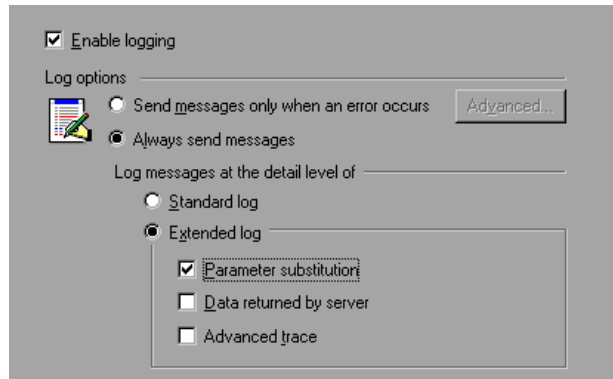 Enable logging
Log options
Send messages only when an error occurs Advanced...
Always send messages
Log messages at the detail level of
Standard log
Extended log
Parameter substitution
Data returned by server
Advanced trace